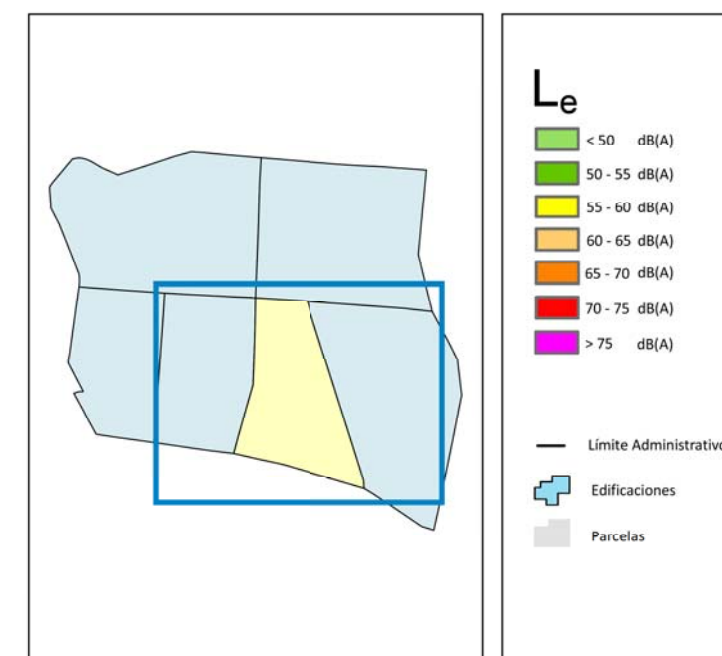 Le
< 50 dB(A)
50 - 55 dB(A)
55 - 60 dB(A)
60 - 65 dB(A)
65 - 70 dB(A)
70 - 75 dB(A)
> 75 dB(A)
Límite Administrativo
Edificaciones
Parcelas